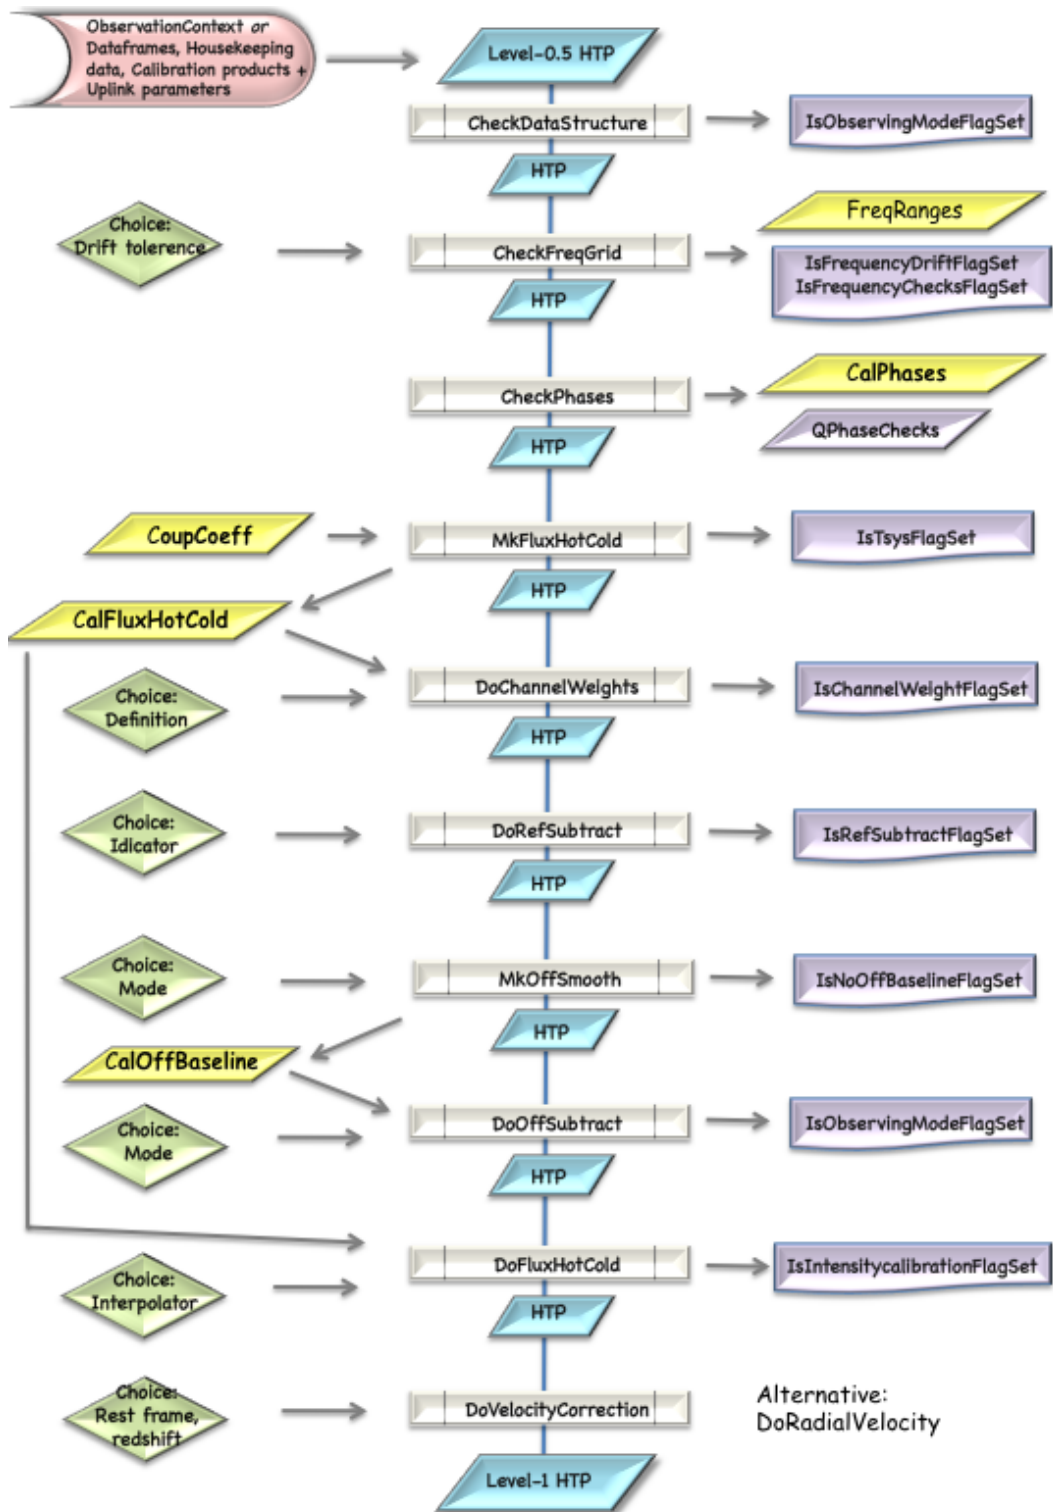 ObservationContext or
Dataframes, Housekeeping
data, Calibration products +
Uplink parameters
Level-0.5 HTP
CheckDataStructure
IsObservingModeFlagSet
HTP
FreqRanges
Choice:
Drift tolerence
CheckFreqGrid
IsFrequencyDriftFlagSet
IsFrequencyChecksFlagSet
HTP
CalPhases
CheckPhases
QPhaseChecks
HTP
CoupCoeff
MkFluxHotCold
IsTsysFlagSet
HTP
CalFluxHotCold
Choice:
Definition
DoChannelWeights
IsChannelWeightFlagSet
HTP
Choice:
Idicator
DoRefSubtract
IsRefSubtractFlagSet
HTP
Choice:
Mode
MkOffSmooth
IsNoOffBaselineFlagSet
HTP
CalOffBaseline
Choice:
Mode
DoOffSubtract
IsObservingModeFlagSet
HTP
Choice:
Interpolator
DoFluxHotCold
IsIntensitycalibrationFlagSet
HTP
Choice:
Rest frame,
redshift
DoVelocityCorrection
Alternative:
DoRadialVelocity
Level-1 HTP